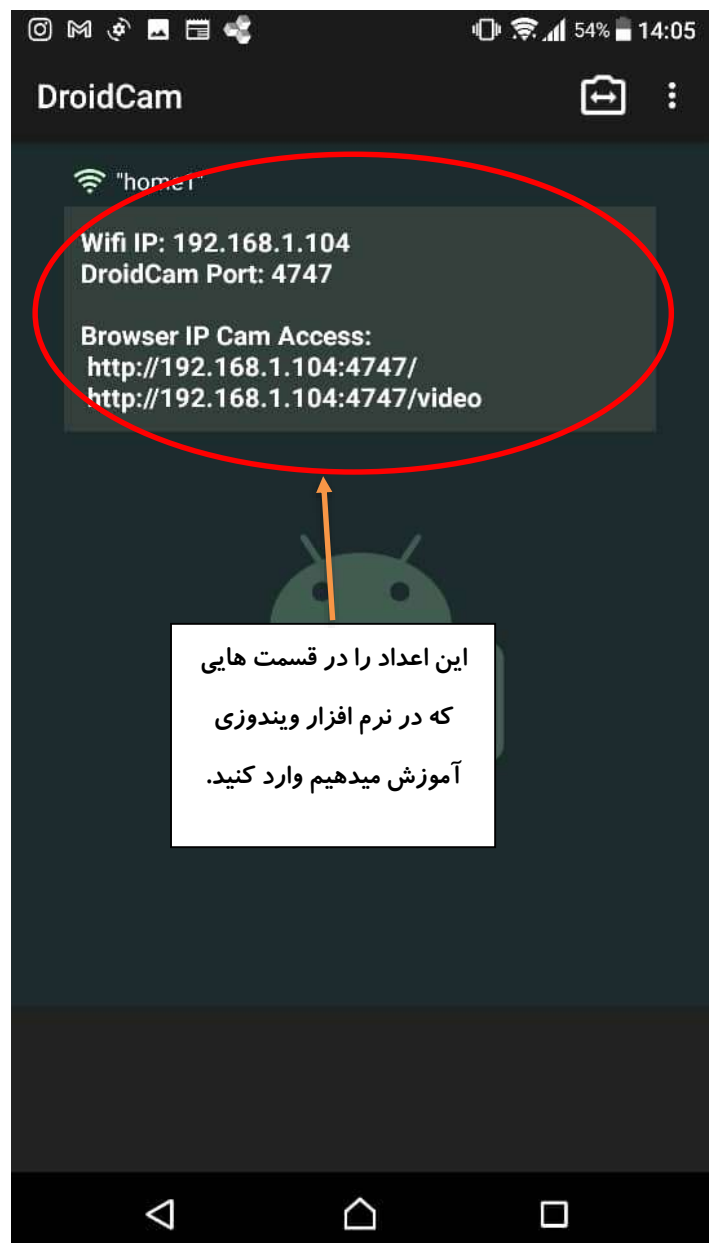 54% 14:05
DroidCam
"home1"
Wifi IP: 192.168.1.104
DroidCam Port: 4747
Browser IP Cam Access:
http://192.168.1.104:4747/
http://192.168.1.104:4747/video
این اعداد را در قسمت هایی
که در نرم افزار ویندوزی
آموزش میدهیم وارد کنید.